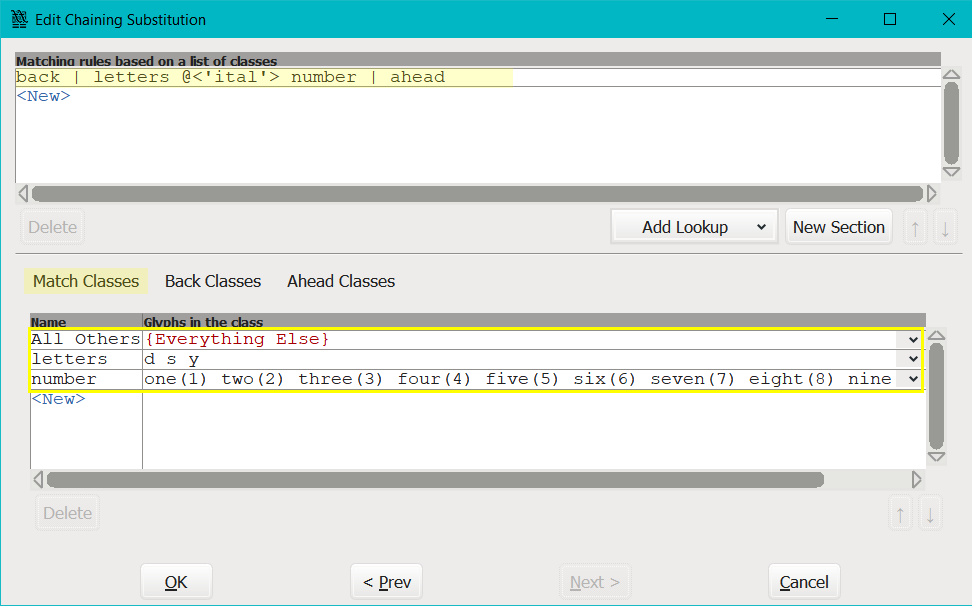 Edit Chaining Substitution
Matching rules based on a list of classes
back | letters @<'ital'> number | ahead
<New>
Delete
Add Lookup
New Section
↑ ↓
Match Classes Back Classes Ahead Classes
Name Glyphs in the class
All Others {Everything Else}
letters d s y
number one(1) two(2) three(3) four(4) five(5) six(6) seven(7) eight(8) nine
<New>
Delete
↑ ↓
OK < Prev Next > Cancel